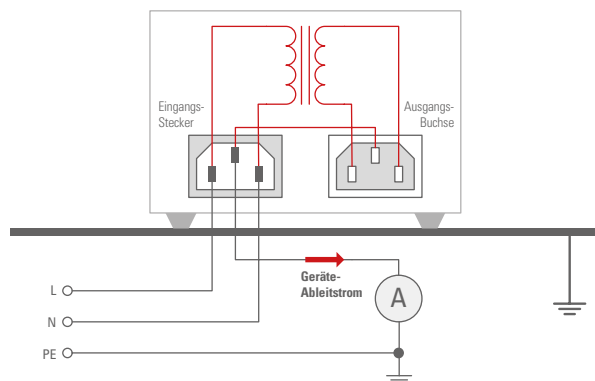 Eingangs-
Stecker
Ausgangs-
Buchse
Geräte-
Ableitstrom
A
L
N
PE